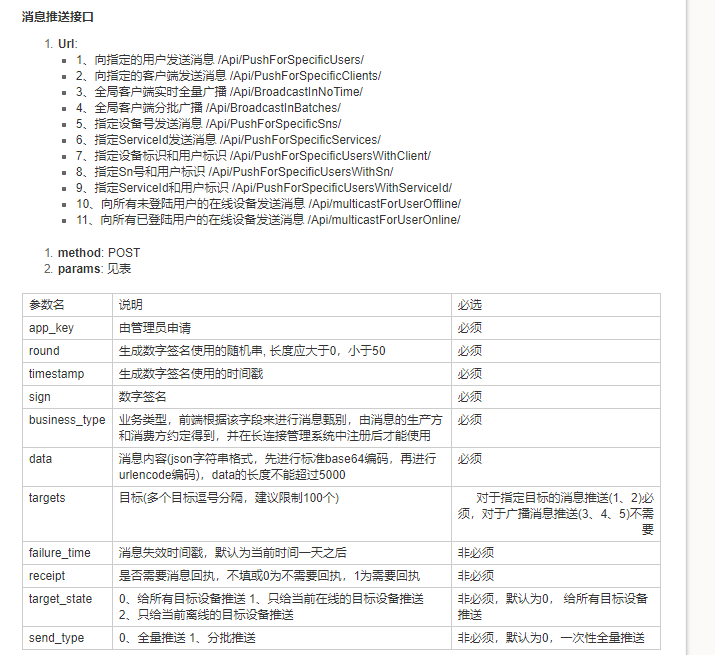 消息推送接口
1. Url:
1、向指定的用户发送消息 /Api/PushForSpecificUsers/
2、向指定的客户端发送消息 /Api/PushForSpecificClients/
3、全局客户端实时全量广播 /Api/BroadcastInNoTime/
4、全局客户端分批广播 /Api/BroadcastInBatches/
5、指定设备号发送消息 /Api/PushForSpecificSns/
6、指定ServiceId发送消息 /Api/PushForSpecificServices/
7、指定设备标识和用户标识 /Api/PushForSpecificUsersWithClient/
8、指定Sn号和用户标识 /Api/PushForSpecificUsersWithSn/
9、指定ServiceId和用户标识 /Api/PushForSpecificUsersWithServiceId/
10、向所有未登陆用户的在线设备发送消息 /Api/multicastForUserOffline/
11、向所有已登陆用户的在线设备发送消息 /Api/multicastForUserOnline/
1. method: POST
2. params: 见表
参数名 说明 必选
app_key 由管理员申请 必须
round 生成数字签名使用的随机串, 长度应大于0，小于50 必须
timestamp 生成数字签名使用的时间戳 必须
sign 数字签名 必须
business_type 业务类型，前端根据该字段来进行消息甄别，由消息的生产方 必须
和消费方约定得到，并在长连接管理系统中注册后才能使用
data 消息内容(json字符串格式，先进行标准base64编码，再进行 必须
urlencode编码)，data的长度不能超过5000
targets 目标(多个目标逗号分隔，建议限制100个) 对于指定目标的消息推送(1、2)必
须，对于广播消息推送(3、4、5)不需
要
failure_time 消息失效时间戳，默认为当前时间一天之后 非必须
receipt 是否需要消息回执，不填或0为不需要回执，1为需要回执 非必须
target_state 0、给所有目标设备推送 1、只给当前在线的目标设备推送 非必须，默认为0， 给所有目标设备
2、只给当前离线的目标设备推送 推送
send_type 0、全量推送 1、分批推送 非必须，默认为0，一次性全量推送